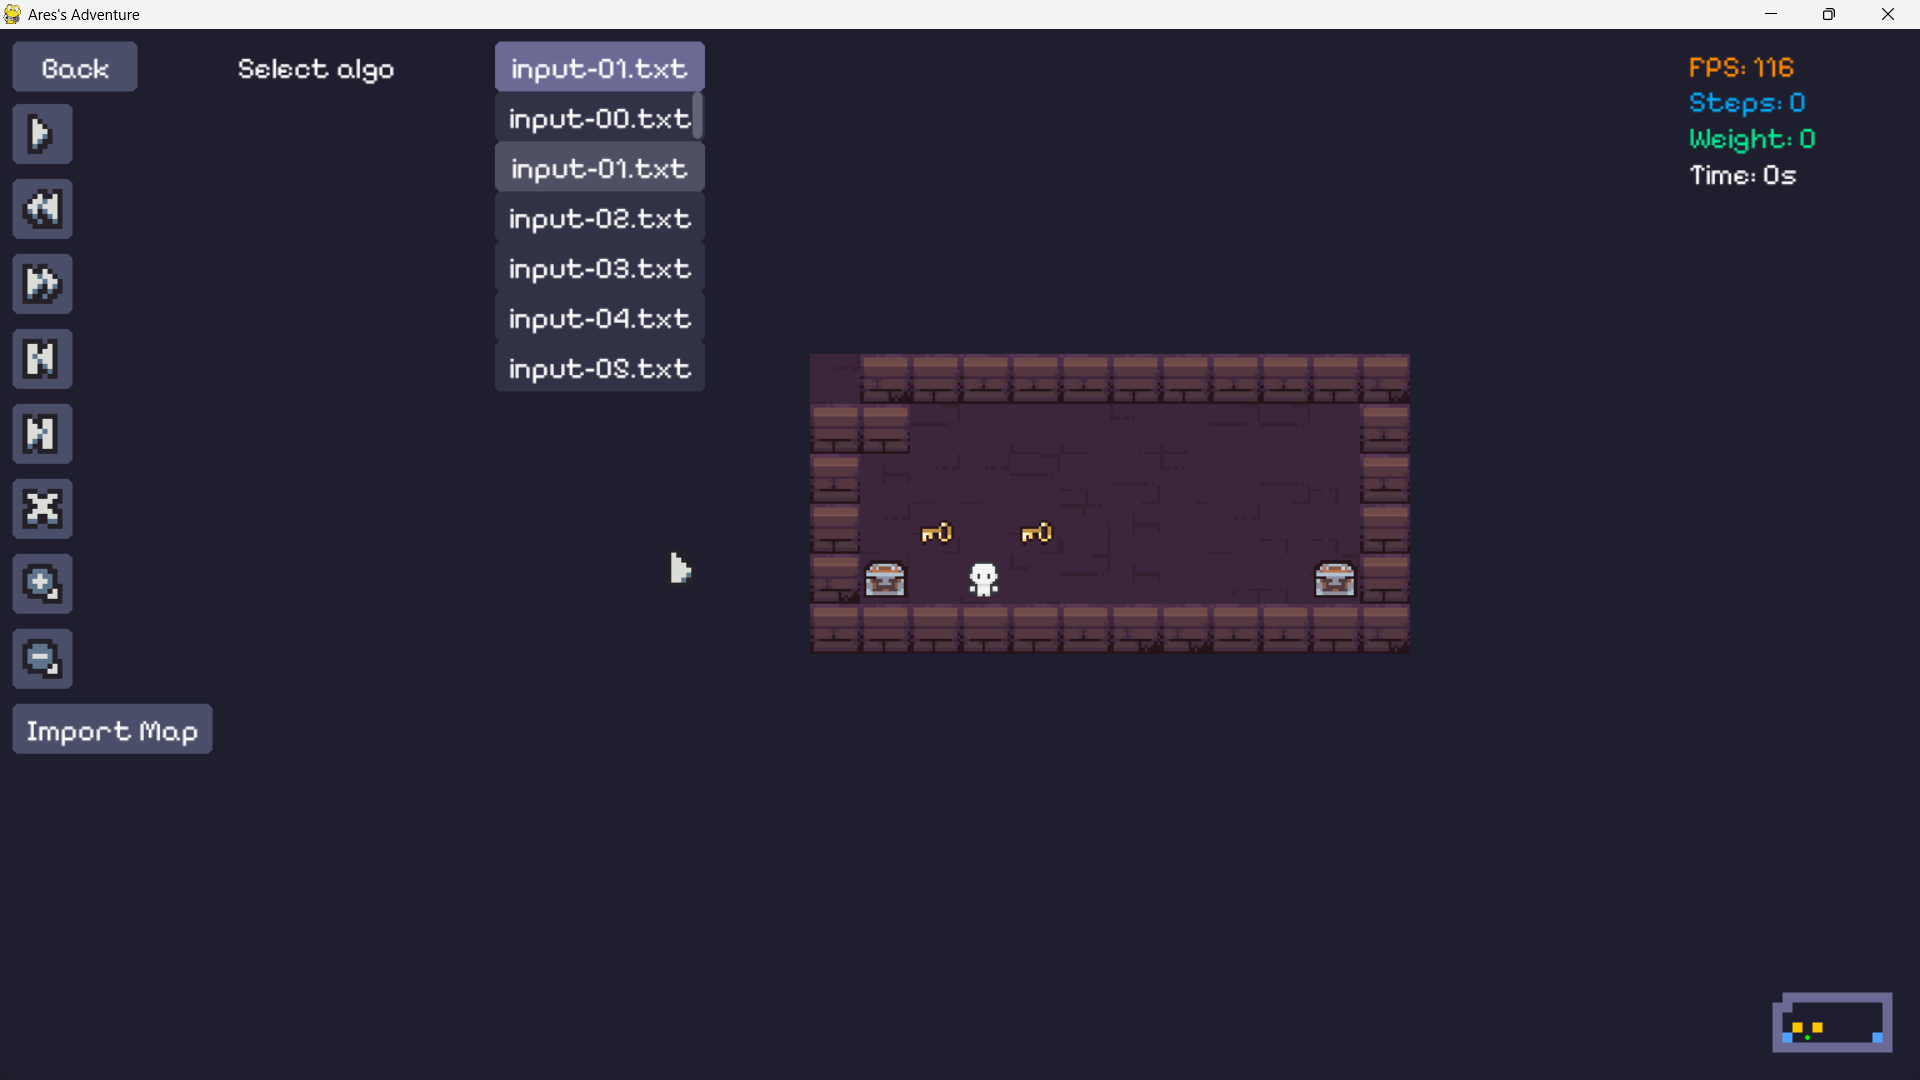 Ares's Adventure
Back
Select algo
input-01.txt
input-00.txt
input-01.txt
input-02.txt
input-03.txt
input-04.txt
input-05.txt
FPS: 116
Steps: 0
Weight: 0
Time: 0s
Import Map